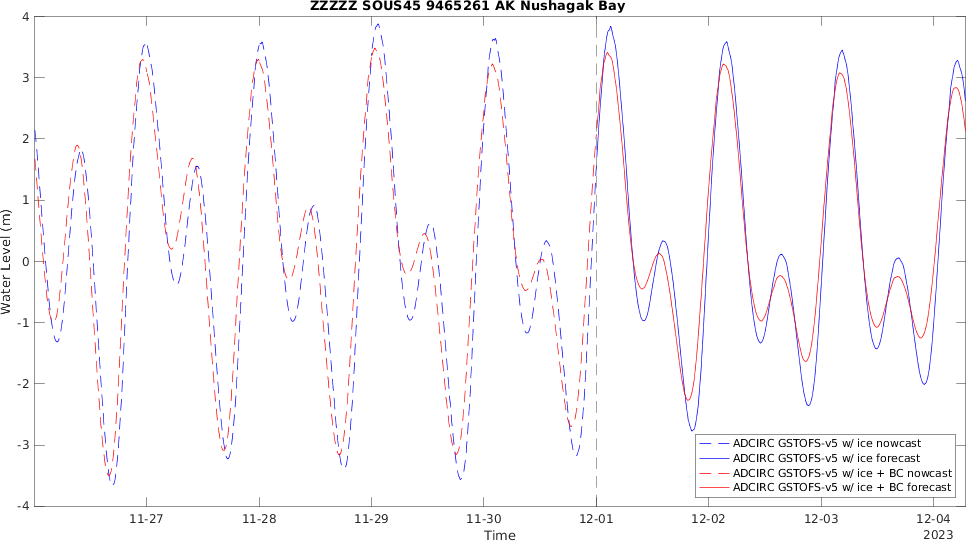 ZZZZZ SOUS45 9465261 AK Nushagak Bay
4
3
2
1
0
-1
-2
-3
-4
Water Level (m)
11-27 11-28 11-29 11-30 12-01 12-02 12-03 12-04
Time
2023
ADCIRC GSTOFS-v5 w/ ice nowcast
ADCIRC GSTOFS-v5 w/ ice forecast
ADCIRC GSTOFS-v5 w/ ice + BC nowcast
ADCIRC GSTOFS-v5 w/ ice + BC forecast